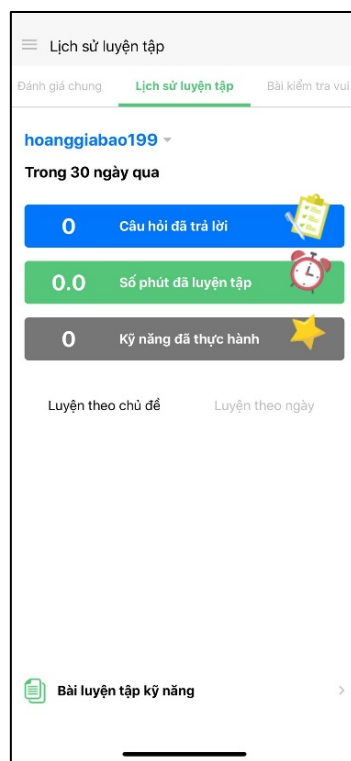 Lịch sử luyện tập
Đánh giá chung Lịch sử luyện tập Bài kiểm tra vui
hoanggiabao199
Trong 30 ngày qua
0 Câu hỏi đã trả lời
0.0 Số phút đã luyện tập
0 Kỹ năng đã thực hành
Luyện theo chủ đề Luyện theo ngày
Bài luyện tập kỹ năng